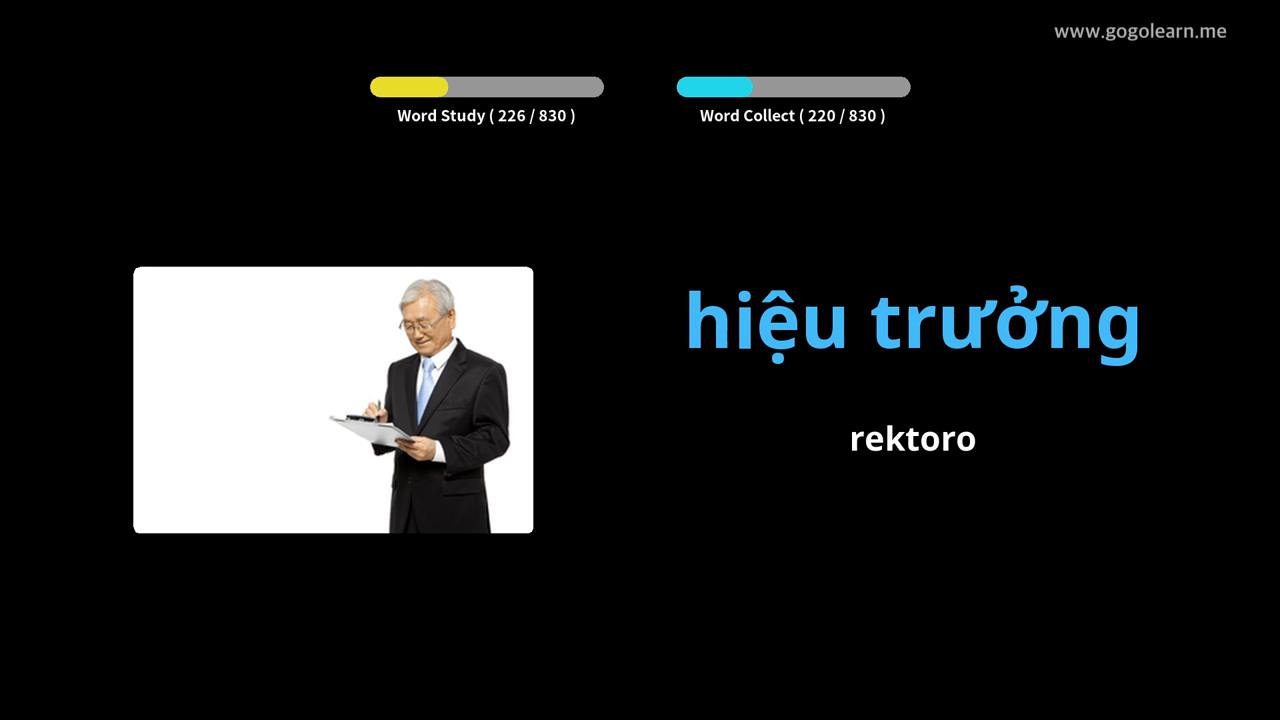 www.gogolearn.me
Word Study ( 226 / 830 )
Word Collect ( 220 / 830 )
hiệu trưởng
rektoro